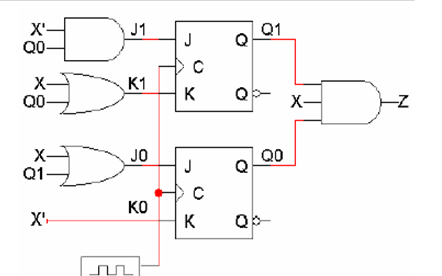 X' J1 J Q Q1
Q0
C
X K1 K Q
Q0
X Z
X J0 J Q Q0
Q1
C
X' K0 K Q